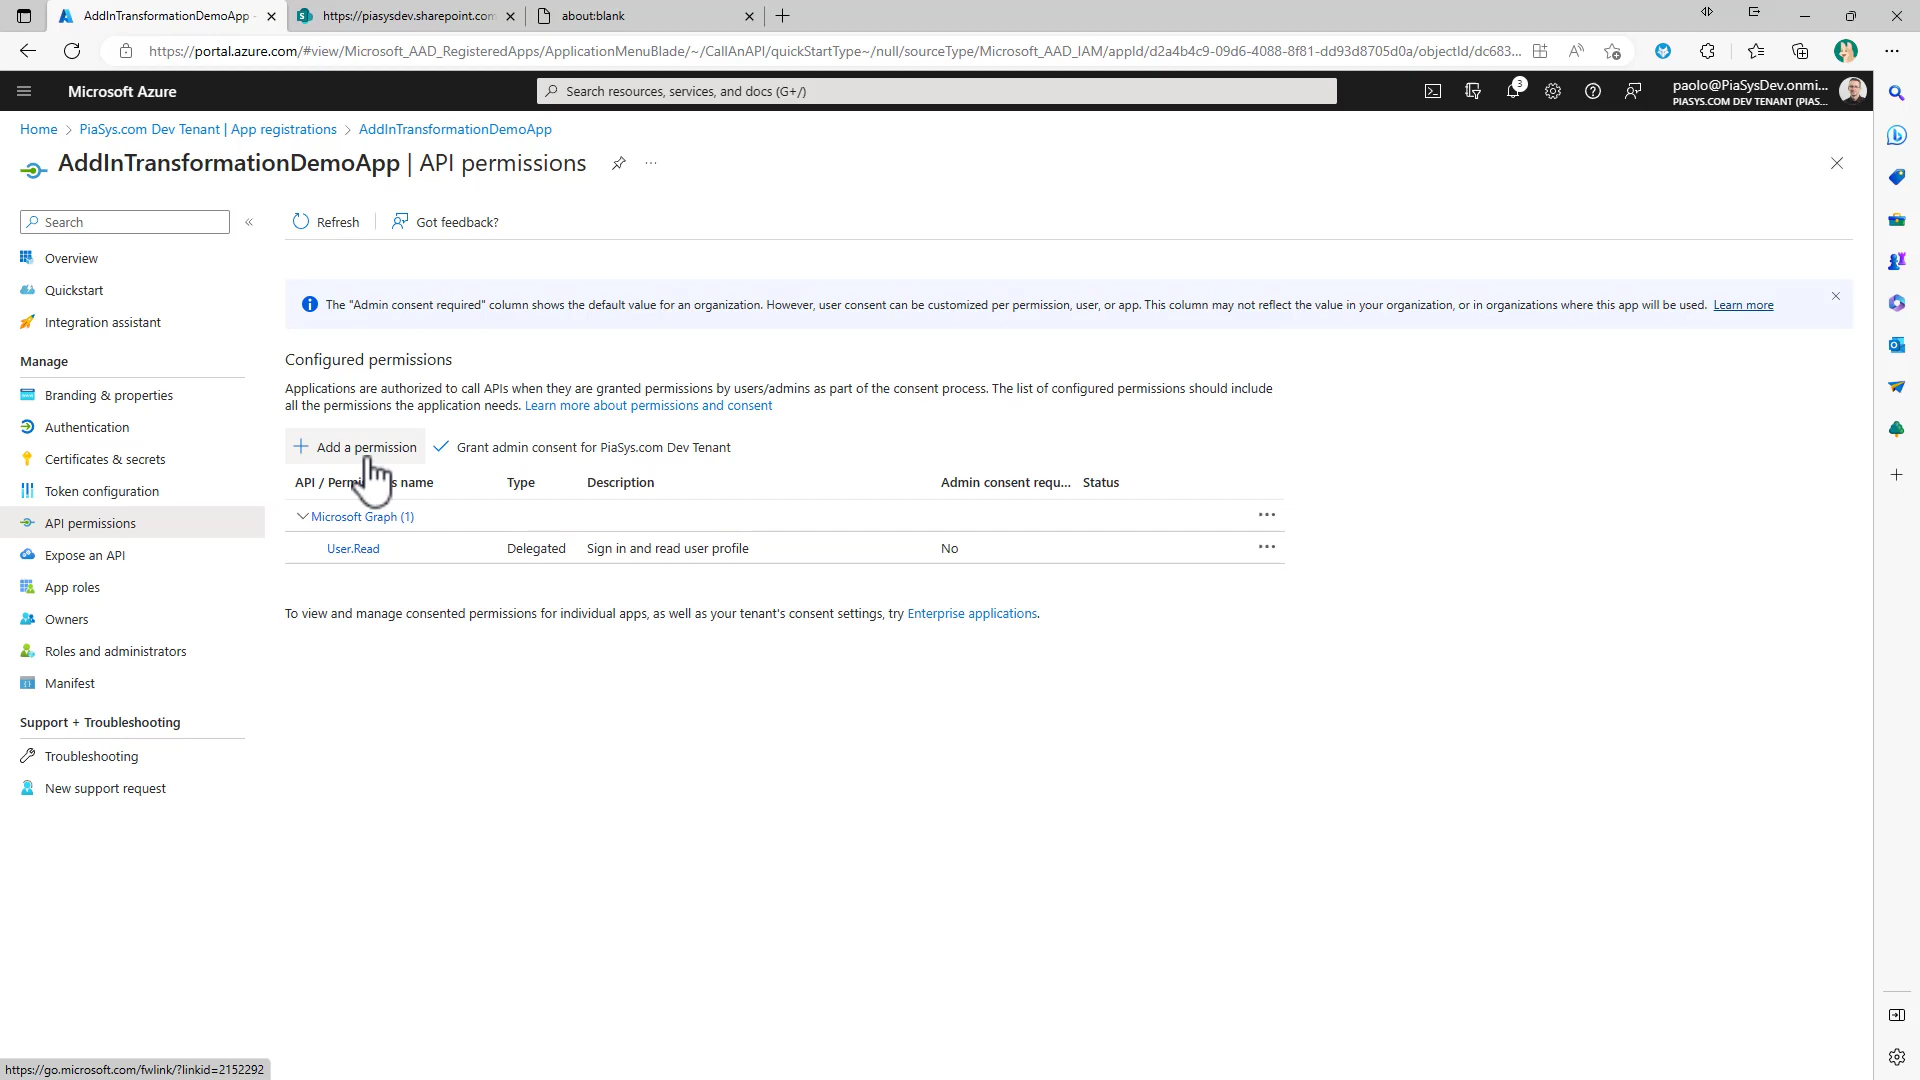 AddInTransformationDemoApp -
https://piasysdev.sharepoint.com
about:blank
https://portal.azure.com/#view/Microsoft_AAD_RegisteredApps/ApplicationMenuBlade/~/CallAnAPI/quickStartType~/null/sourceType/Microsoft_AAD_IAM/appId/d2a4b4c9-09d6-4088-8f81-dd93d8705d0a/objectId/dc683...
Microsoft Azure
Search resources, services, and docs (G+/)
3
paolo@PiaSysDev.onmi...
PIASYS.COM DEV TENANT (PIAS...
Home > PiaSys.com Dev Tenant | App registrations > AddInTransformationDemoApp
AddInTransformationDemoApp | API permissions
Search
Refresh
Got feedback?
Overview
Quickstart
Integration assistant
Manage
Branding & properties
Authentication
Certificates & secrets
Token configuration
API permissions
Expose an API
App roles
Owners
Roles and administrators
Manifest
Support + Troubleshooting
Troubleshooting
New support request
The "Admin consent required" column shows the default value for an organization. However, user consent can be customized per permission, user, or app. This column may not reflect the value in your organization, or in organizations where this app will be used. Learn more
Configured permissions
Applications are authorized to call APIs when they are granted permissions by users/admins as part of the consent process. The list of configured permissions should include
all the permissions the application needs. Learn more about permissions and consent
Add a permission
Grant admin consent for PiaSys.com Dev Tenant
API / Permi s name Type Description Admin consent requ... Status
Microsoft Graph (1)
User.Read Delegated Sign in and read user profile No
To view and manage consented permissions for individual apps, as well as your tenant's consent settings, try Enterprise applications.
https://go.microsoft.com/fwlink/?linkid=2152292